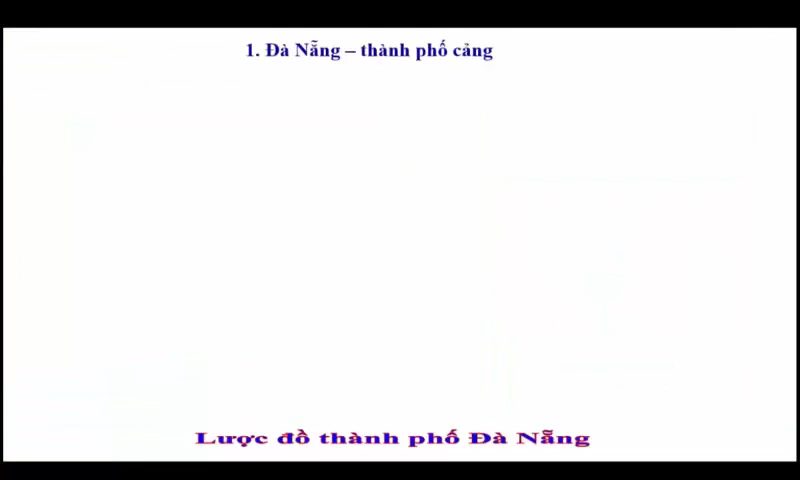 1. Đà Nẵng – thành phố cảng
Lược đồ thành phố Đà Nẵng